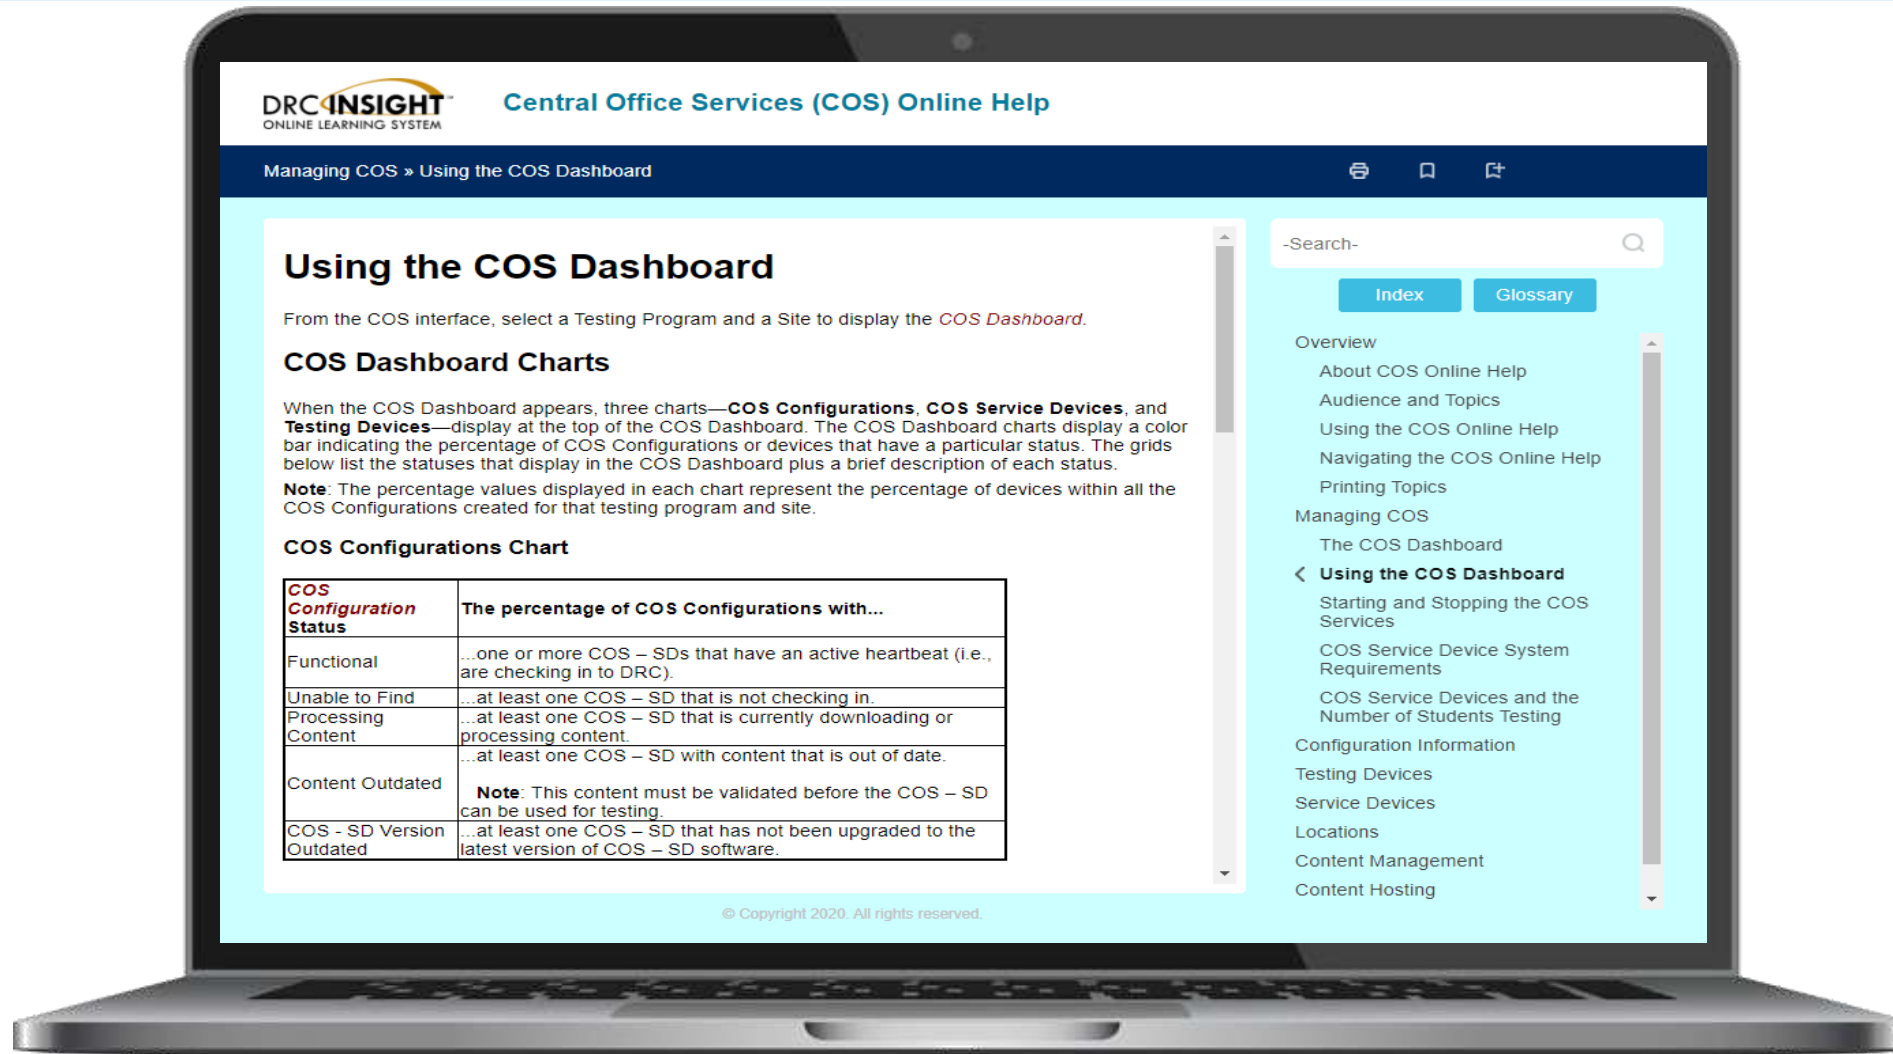 DRC INSIGHT™
ONLINE LEARNING SYSTEM
Central Office Services (COS) Online Help
Managing COS » Using the COS Dashboard
Using the COS Dashboard
From the COS interface, select a Testing Program and a Site to display the COS Dashboard.
COS Dashboard Charts
When the COS Dashboard appears, three charts—COS Configurations, COS Service Devices, and
Testing Devices—display at the top of the COS Dashboard. The COS Dashboard charts display a color
bar indicating the percentage of COS Configurations or devices that have a particular status. The grids
below list the statuses that display in the COS Dashboard plus a brief description of each status.
Note: The percentage values displayed in each chart represent the percentage of devices within all the
COS Configurations created for that testing program and site.
COS Configurations Chart
COS
Configuration
Status
The percentage of COS Configurations with...
Functional
...one or more COS – SDs that have an active heartbeat (i.e.,
are checking in to DRC).
Unable to Find
...at least one COS – SD that is not checking in.
Processing
Content
...at least one COS – SD that is currently downloading or
processing content.
Content Outdated
...at least one COS – SD with content that is out of date.
Note: This content must be validated before the COS – SD
can be used for testing.
COS - SD Version
Outdated
...at least one COS – SD that has not been upgraded to the
latest version of COS – SD software.
-Search-
Index
Glossary
Overview
About COS Online Help
Audience and Topics
Using the COS Online Help
Navigating the COS Online Help
Printing Topics
Managing COS
The COS Dashboard
Using the COS Dashboard
Starting and Stopping the COS
Services
COS Service Device System
Requirements
COS Service Devices and the
Number of Students Testing
Configuration Information
Testing Devices
Service Devices
Locations
Content Management
Content Hosting
© Copyright 2020. All rights reserved.